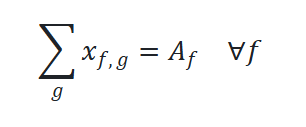 ∑_g x_{f,g} = A_f ∀f